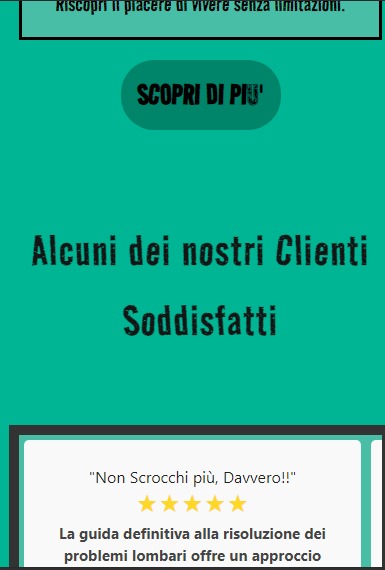 Riscopri il piacere di vivere senza limitazioni.
SCOPRI DI PIU'
Alcuni dei nostri Clienti
Soddisfatti
"Non Scrocchi più, Davvero!!"
La guida definitiva alla risoluzione dei
problemi lombari offre un approccio